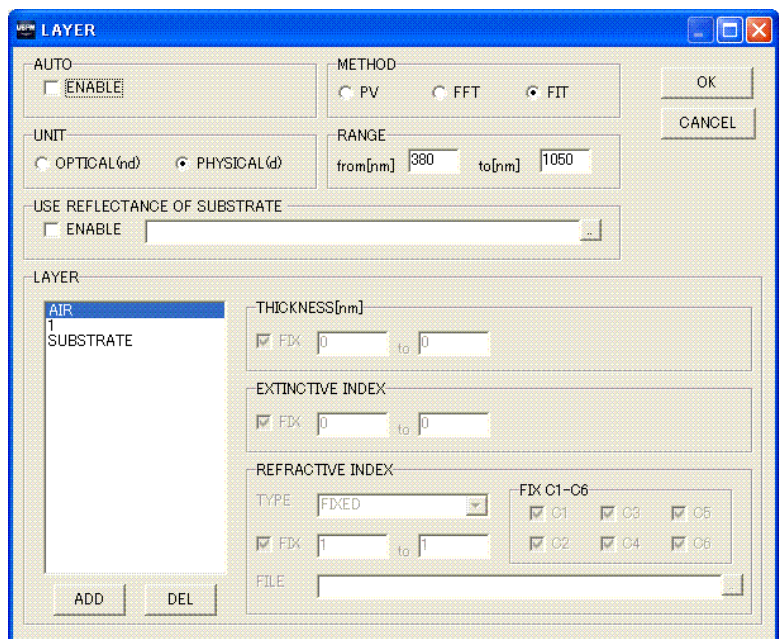 LAYER
AUTO
ENABLE
METHOD
PV FFT FIT
OK
CANCEL
UNIT
OPTICAL(nd) PHYSICAL(d)
RANGE
from[nm] 380 to[nm] 1050
USE REFLECTANCE OF SUBSTRATE
ENABLE ..
LAYER
AIR
1
SUBSTRATE
ADD DEL
THICKNESS[nm]
FIX 0 to 0
EXTINCTIVE INDEX
FIX 0 to 0
REFRACTIVE INDEX
TYPE FIXED
FIX 1 to 1
FIX C1-C6
C1 C3 C5
C2 C4 C6
FILE ..